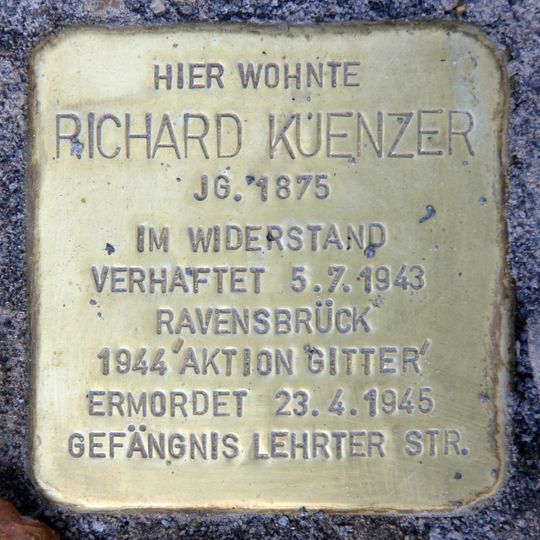 HIER WOHNTE
RICHARD KUENZER
JG. 1875
IM WIDERSTAND
VERHAFTET 5.7.1943
RAVENSBRÜCK
1944 'AKTION GITTER'
ERMORDET 23.4.1945
GEFÄNGNIS LEHRTER STR.